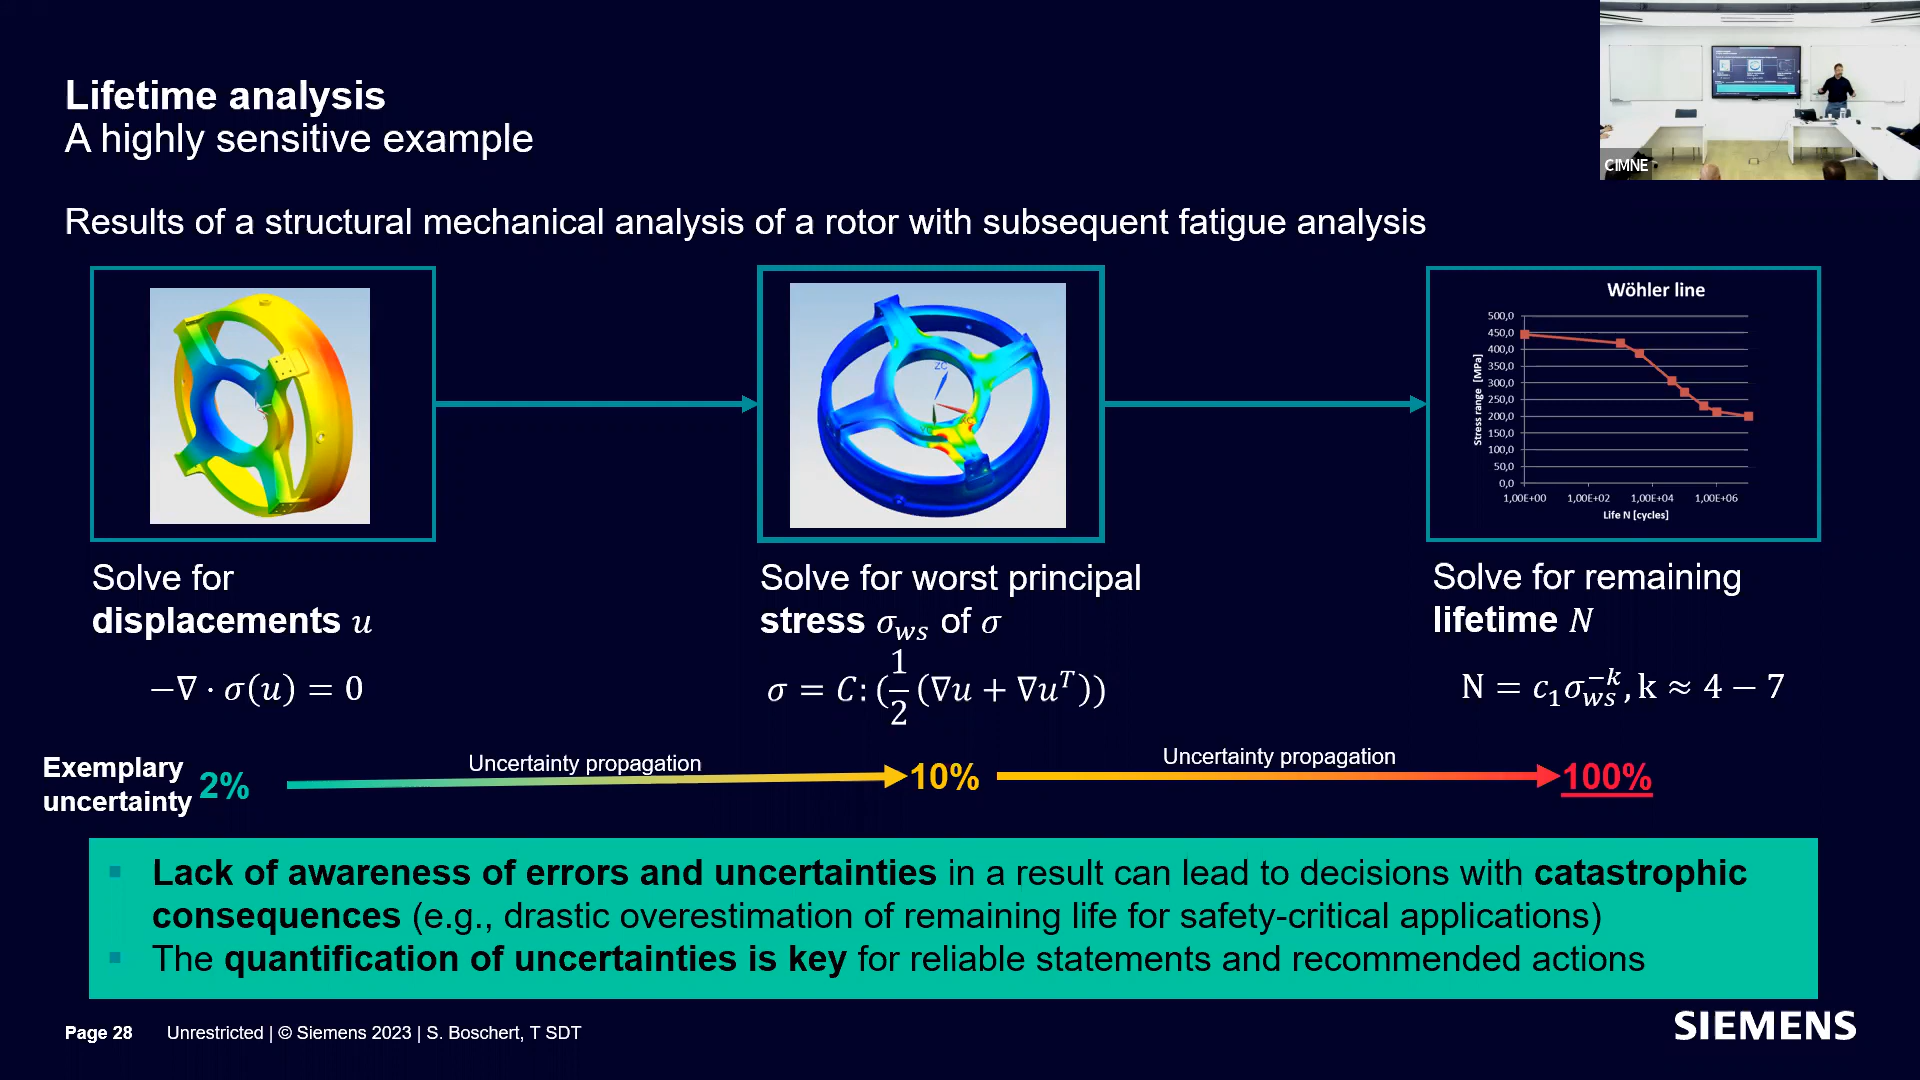 Lifetime analysis
A highly sensitive example
CIMNE
Results of a structural mechanical analysis of a rotor with subsequent fatigue analysis
ZC
Wöhler line
500,0
450,0
400,0
350,0
300,0
250,0
200,0
150,0
100,0
50,0
0,0
Stress range [MPa]
1,00E+00 1,00E+02 1,00E+04 1,00E+06
Life N [cycles]
Solve for
displacements u
−∇ · σ(u) = 0
Solve for worst principal
stress σ_ws of σ
σ = C: (1/2 (∇u + ∇u^T))
Solve for remaining
lifetime N
N = c₁σ_ws^−k, k ≈ 4 − 7
Exemplary
uncertainty
2%
Uncertainty propagation
10%
Uncertainty propagation
100%
▪ Lack of awareness of errors and uncertainties in a result can lead to decisions with catastrophic
consequences (e.g., drastic overestimation of remaining life for safety-critical applications)
▪ The quantification of uncertainties is key for reliable statements and recommended actions
Page 28 Unrestricted | © Siemens 2023 | S. Boschert, T SDT
SIEMENS